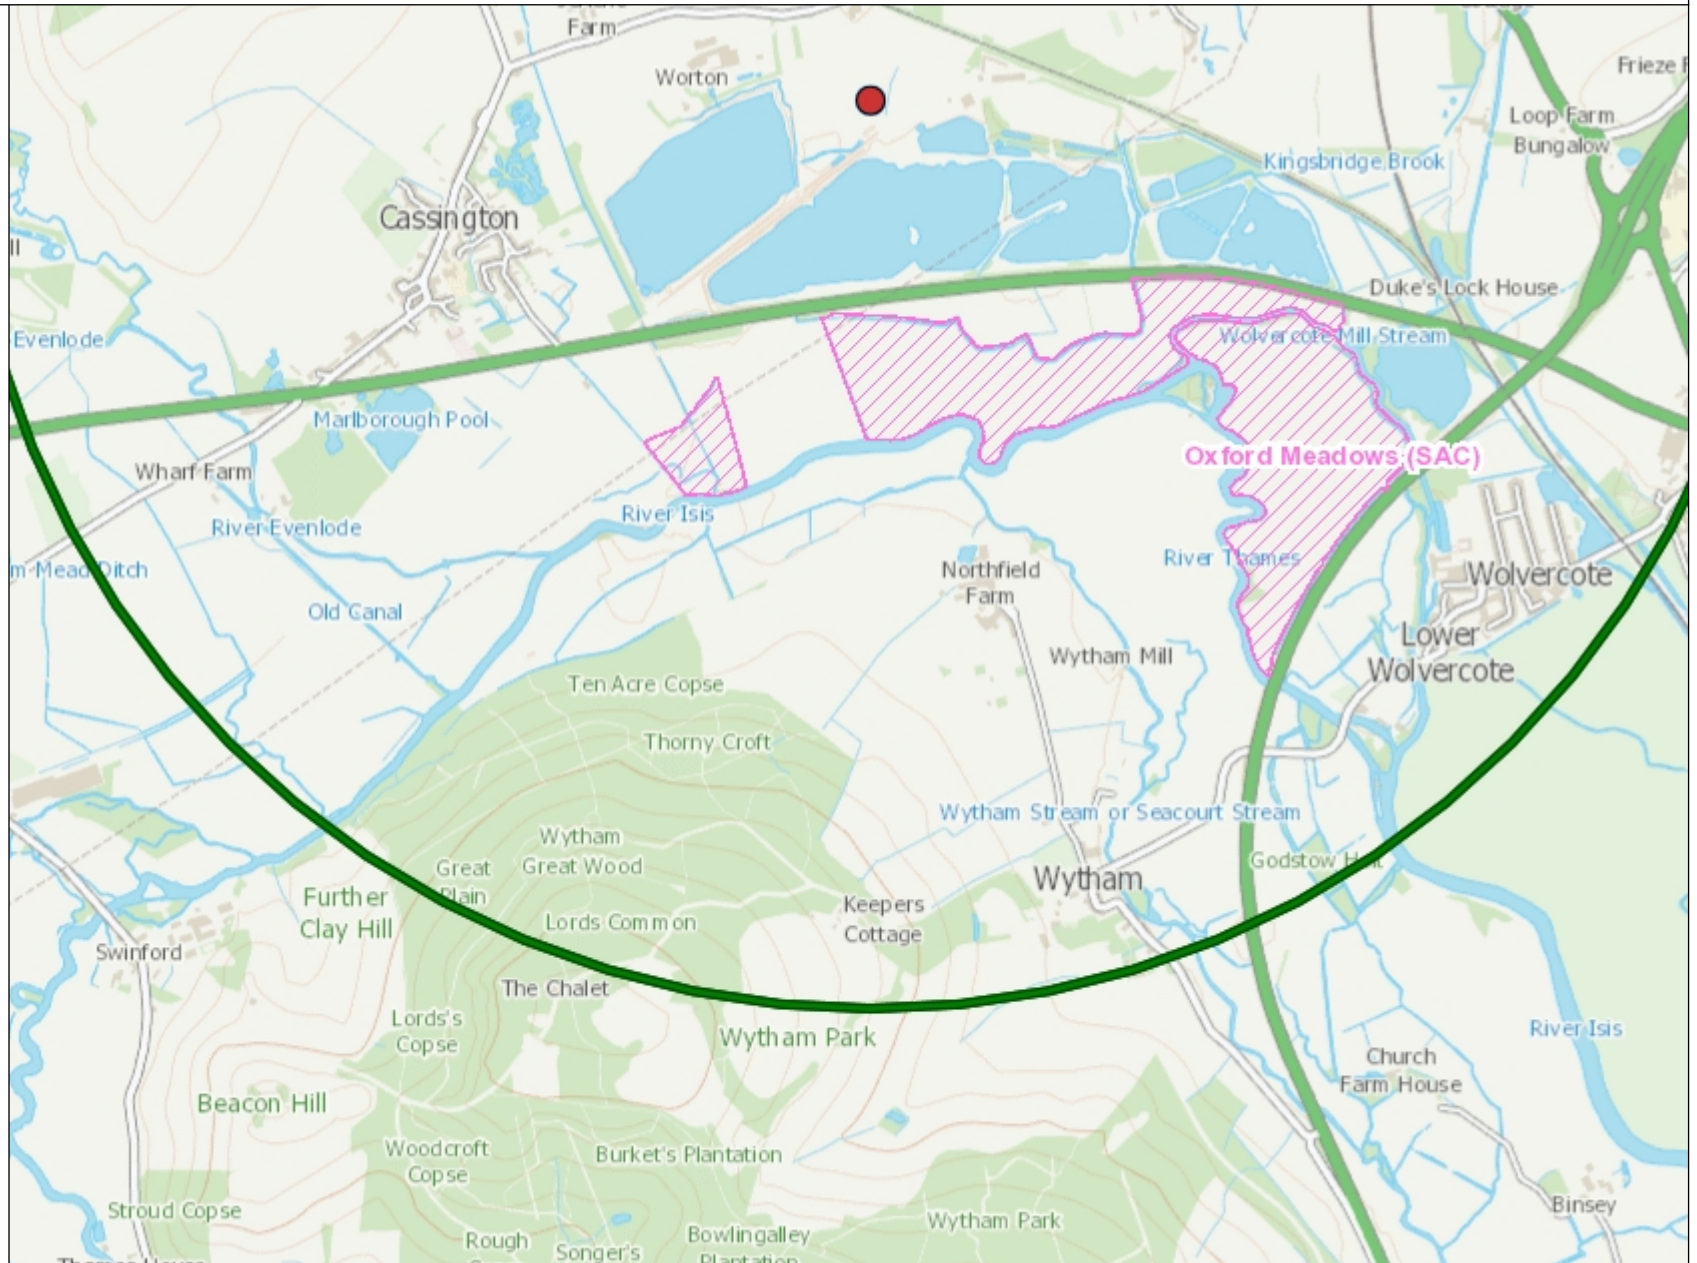 Farm
Worton
Frieze
Loop Farm
Bungalow
Kingsbridge Brook
Cassington
ll
Duke's Lock House
Evenlode
Wolvercote Mill Stream
Marlborough Pool
Oxford Meadows (SAC)
Wharf Farm
River Isis
River Evenlode
River Thames
m Mead Ditch
Northfield
Farm
Wolvercote
Old Canal
Lower
Wolvercote
Wytham Mill
Ten Acre Copse
Thorny Croft
Wytham Stream or Seacourt Stream
Wytham
Great Wood
Godstow Holt
Great
Plain
Wytham
Further
Clay Hill
Keepers
Cottage
Lords Common
Swinford
The Chalet
Lords's
Copse
Wytham Park
River Isis
Church
Farm House
Beacon Hill
Woodcroft
Copse
Burket's Plantation
Stroud Copse
Binsey
Wytham Park
Rough
Songer's
Bowlingalley
Plantation